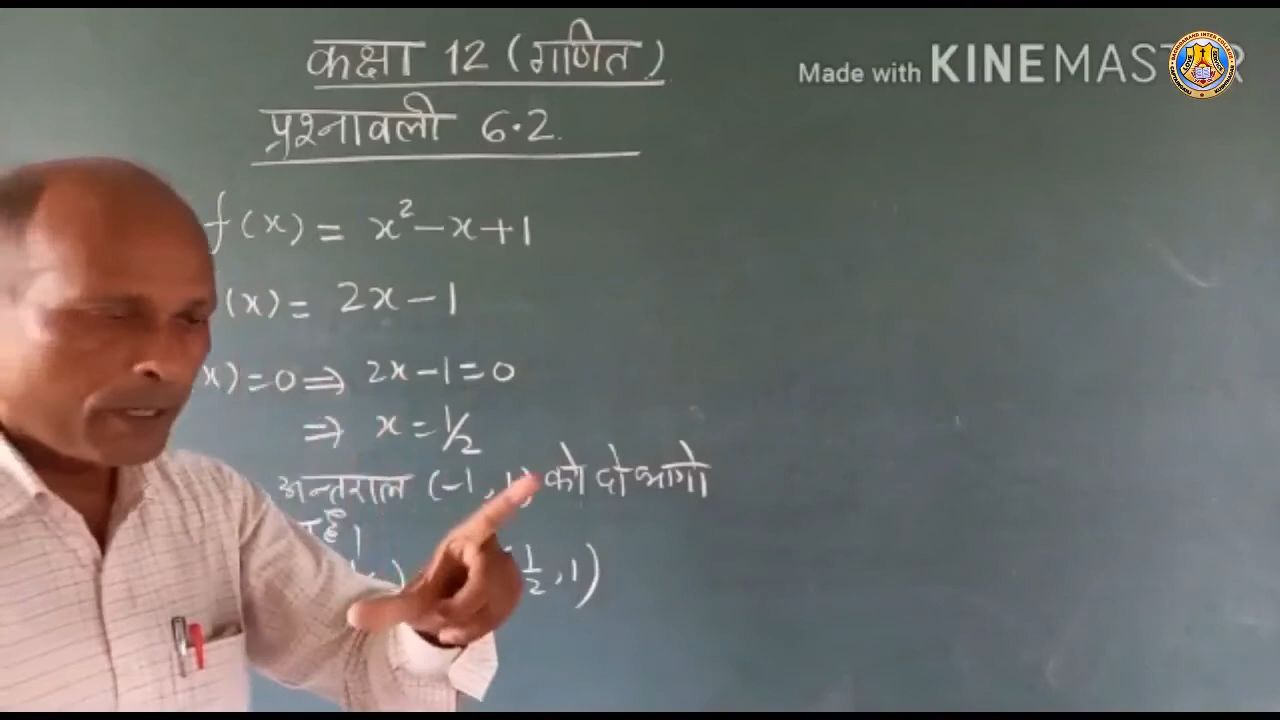 कक्षा 12 (गणित)
प्रश्नावली 6.2.
Made with KINEMASTER
f(x) = x² - x + 1
(x) = 2x - 1
x) = 0 ⇒ 2x - 1 = 0
⇒ x = 1/2
अन्तराल (-1, 1) को दो भागो
है।
1/2, 1)